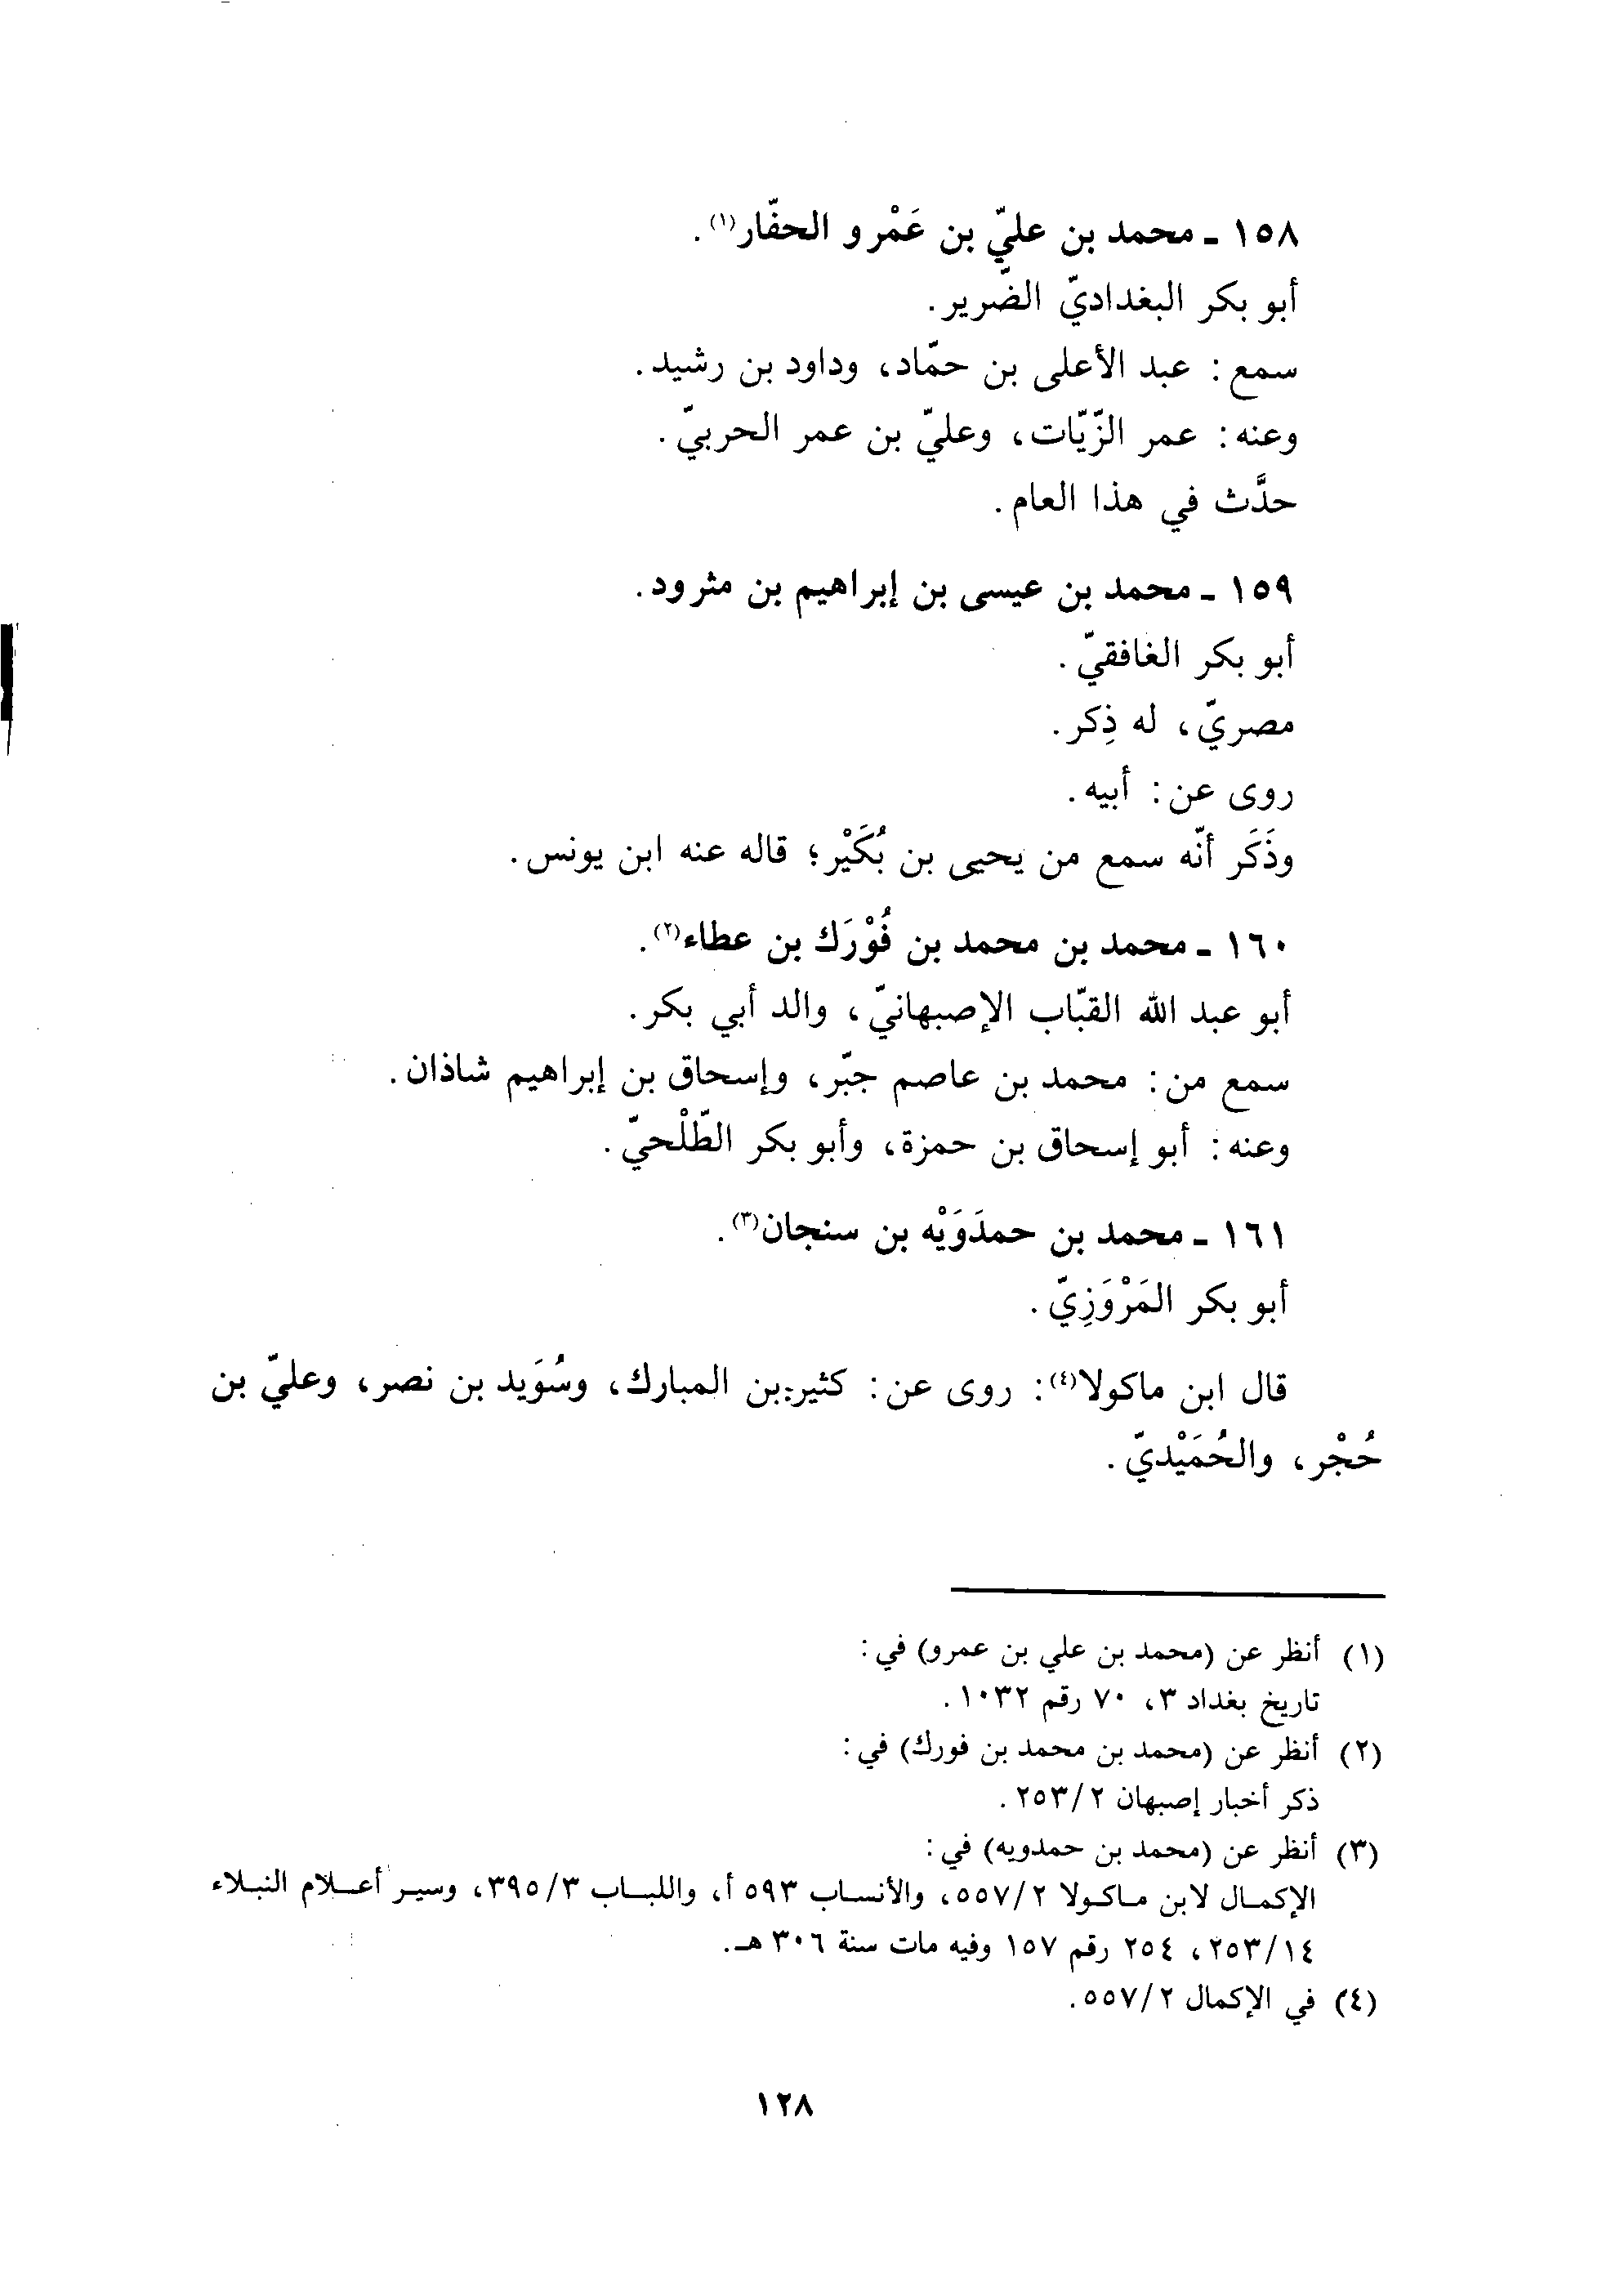 ١٥٨ ـ محمد بن عليّ بن عَمْرو الحفّار(١).
أبو بكر البغداديّ الضّرير.
سمع: عبد الأعلى بن حمّاد، وداود بن رشيد.
وعنه: عمر الزّيّات، وعليّ بن عمر الحربيّ.
حدَّث في هذا العام.
١٥٩ ـ محمد بن عيسى بن إبراهيم بن مثرود.
أبو بكر الغافقيّ.
مصريّ، له ذِكر.
روى عن: أبيه.
وذَكَر أنّه سمع من يحيى بن بُكَيْر؛ قاله عنه ابن يونس.
١٦٠ ـ محمد بن محمد بن فُوْرَك بن عطاء(٢).
أبو عبد الله القبّاب الإصبهانيّ، والد أبي بكر.
سمع من: محمد بن عاصم جبّر، وإسحاق بن إبراهيم شاذان.
وعنه: أبو إسحاق بن حمزة، وأبو بكر الطّلْحيّ.
١٦١ ـ محمد بن حمدَوَيْه بن سنجان(٣).
أبو بكر المَرْوَزِيّ.
قال ابن ماكولا(٤): روى عن: كثير بن المبارك، وسُوَيد بن نصر، وعليّ بن
حُجْر، والحُمَيْديّ.
(١) أنظر عن (محمد بن علي بن عمرو) في:
تاريخ بغداد ٣، ٧٠ رقم ١٠٣٢.
(٢) أنظر عن (محمد بن محمد بن فورك) في:
ذكر أخبار إصبهان ٢/٢٥٣.
(٣) أنظر عن (محمد بن حمدويه) في:
الإكمال لابن ماكولا ٢/٥٥٧، والأنساب ٥٩٣ أ، واللباب ٣/٣٩٥، وسير أعلام النبلاء
١٤/٢٥٣، ٢٥٤ رقم ١٥٧ وفيه مات سنة ٣٠٦ هـ.
(٤) في الإكمال ٢/٥٥٧.
١٢٨